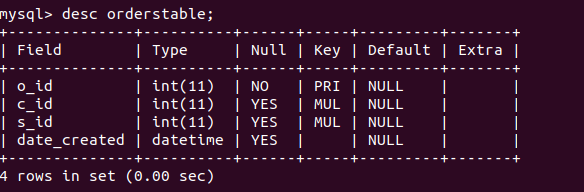 mysql> desc orderstable;
+--------------+----------+------+-----+---------+-------+
| Field        | Type     | Null | Key | Default | Extra |
+--------------+----------+------+-----+---------+-------+
| o_id         | int(11)  | NO   | PRI | NULL    |       |
| c_id         | int(11)  | YES  | MUL | NULL    |       |
| s_id         | int(11)  | YES  | MUL | NULL    |       |
| date_created | datetime | YES  |     | NULL    |       |
+--------------+----------+------+-----+---------+-------+
4 rows in set (0.00 sec)